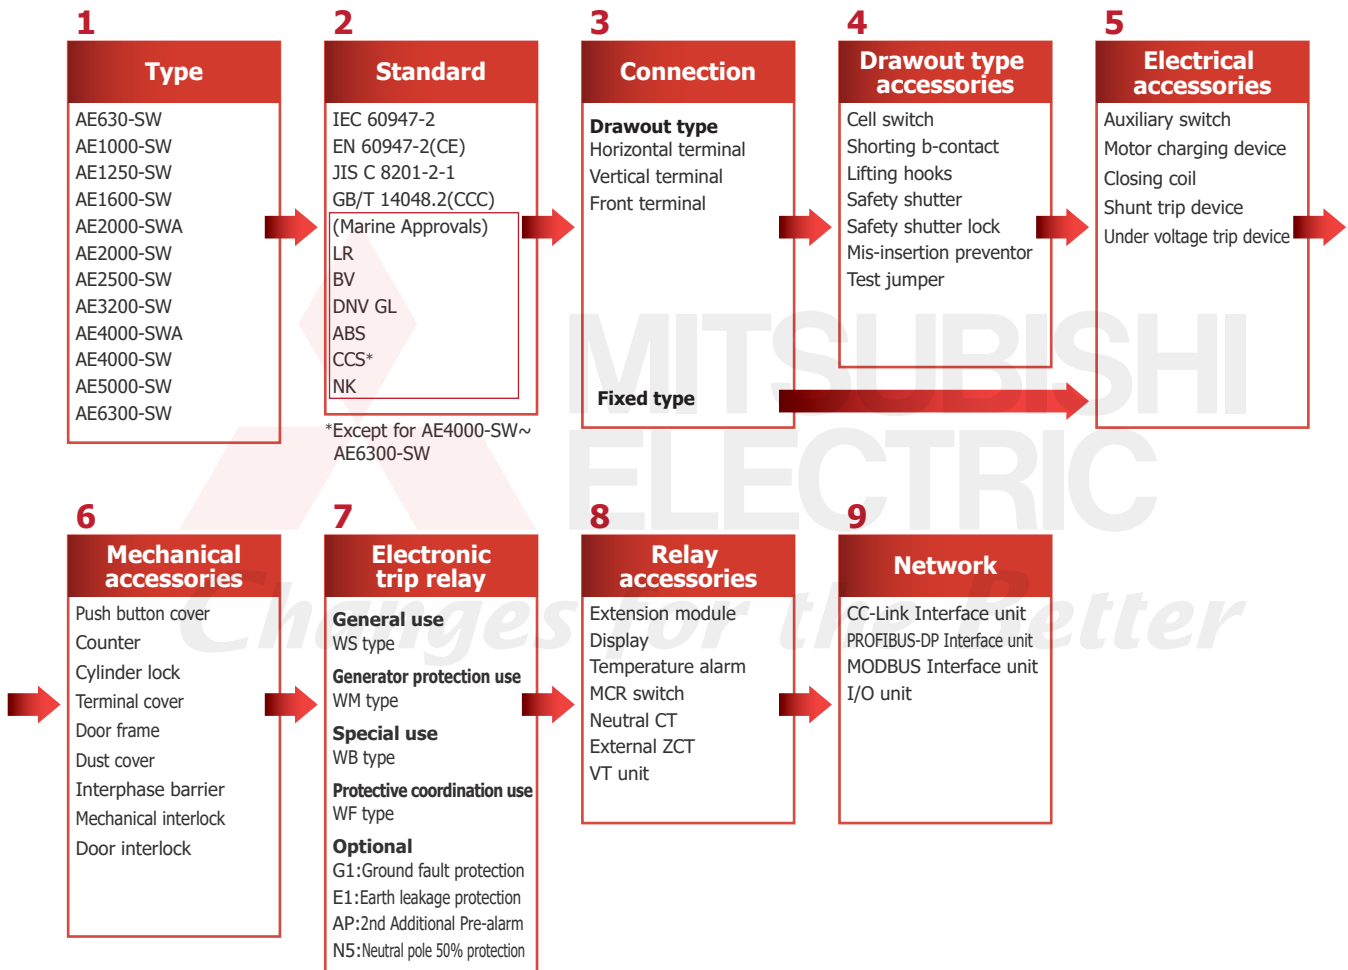 1
Type
AE630-SW
AE1000-SW
AE1250-SW
AE1600-SW
AE2000-SWA
AE2000-SW
AE2500-SW
AE3200-SW
AE4000-SWA
AE4000-SW
AE5000-SW
AE6300-SW
2
Standard
IEC 60947-2
EN 60947-2(CE)
JIS C 8201-2-1
GB/T 14048.2(CCC)
(Marine Approvals)
LR
BV
DNV GL
ABS
CCS*
NK
*Except for AE4000-SW~
AE6300-SW
3
Connection
Drawout type
Horizontal terminal
Vertical terminal
Front terminal
Fixed type
4
Drawout type
accessories
Cell switch
Shorting b-contact
Lifting hooks
Safety shutter
Safety shutter lock
Mis-insertion preventor
Test jumper
5
Electrical
accessories
Auxiliary switch
Motor charging device
Closing coil
Shunt trip device
Under voltage trip device
MITSUBISHI
ELECTRIC
Changes for the Better
6
Mechanical
accessories
Push button cover
Counter
Cylinder lock
Terminal cover
Door frame
Dust cover
Interphase barrier
Mechanical interlock
Door interlock
7
Electronic
trip relay
General use
WS type
Generator protection use
WM type
Special use
WB type
Protective coordination use
WF type
Optional
G1:Ground fault protection
E1:Earth leakage protection
AP:2nd Additional Pre-alarm
N5:Neutral pole 50% protection
8
Relay
accessories
Extension module
Display
Temperature alarm
MCR switch
Neutral CT
External ZCT
VT unit
9
Network
CC-Link Interface unit
PROFIBUS-DP Interface unit
MODBUS Interface unit
I/O unit